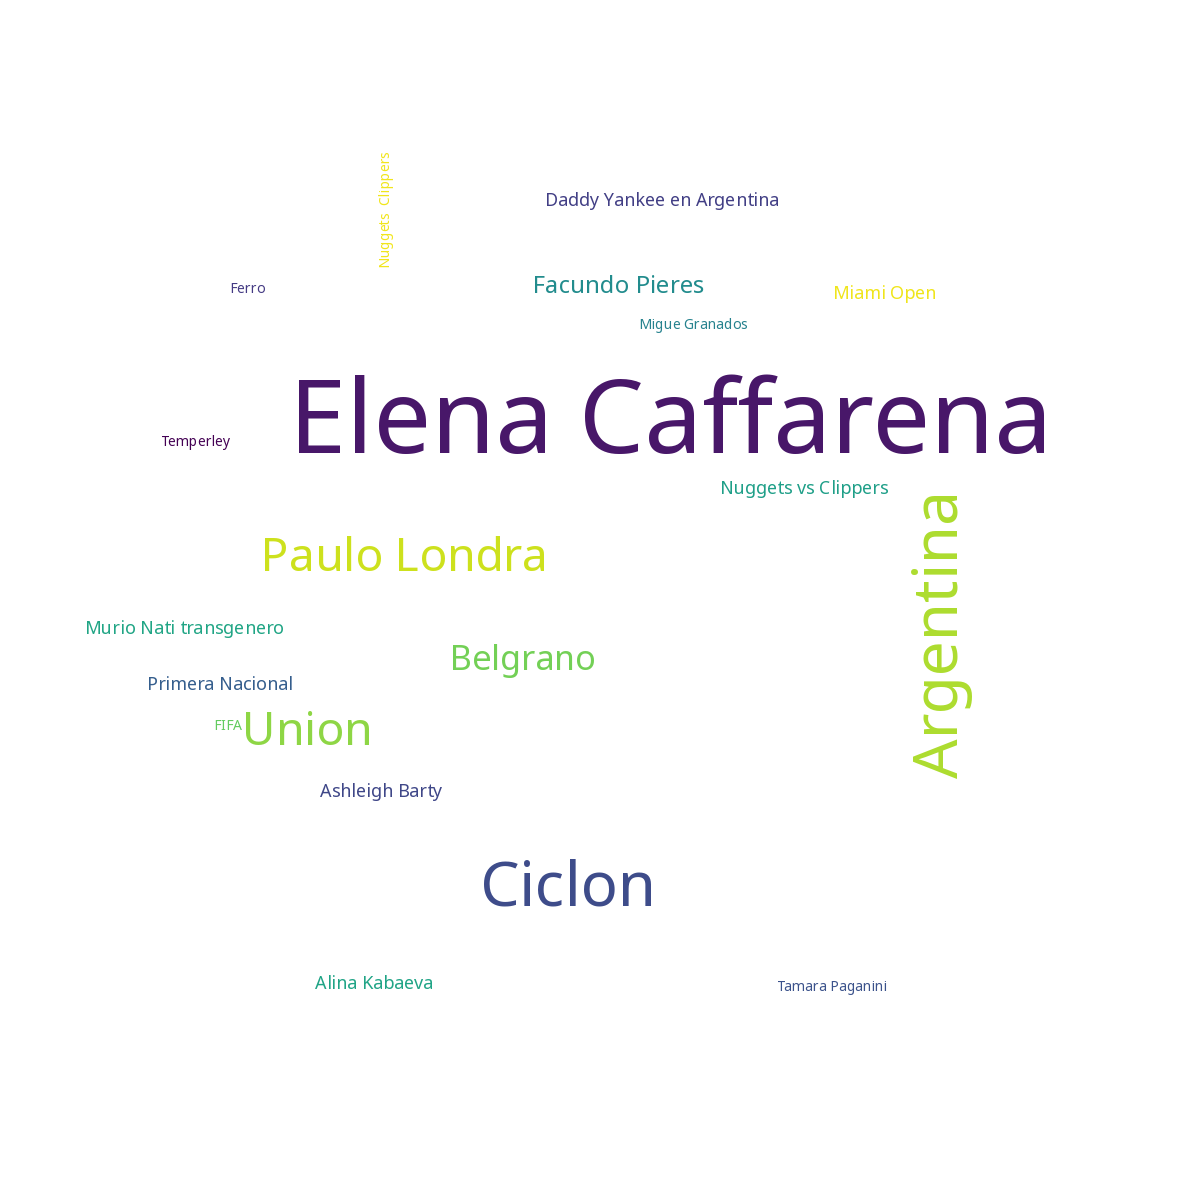 Nuggets  Clippers
Daddy Yankee en Argentina
Ferro
Facundo Pieres
Miami Open
Migue Granados
Elena Caffarena
Temperley
Nuggets vs Clippers
Argentina
Paulo Londra
Murio Nati transgenero
Belgrano
Primera Nacional
FIFA
Union
Ashleigh Barty
Ciclon
Alina Kabaeva
Tamara Paganini